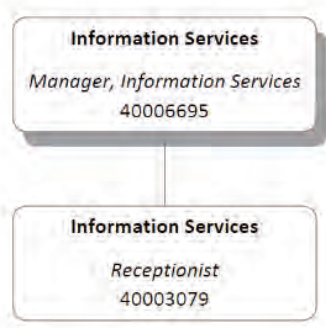 Information Services
Manager, Information Services
40006695
Information Services
Receptionist
40003079